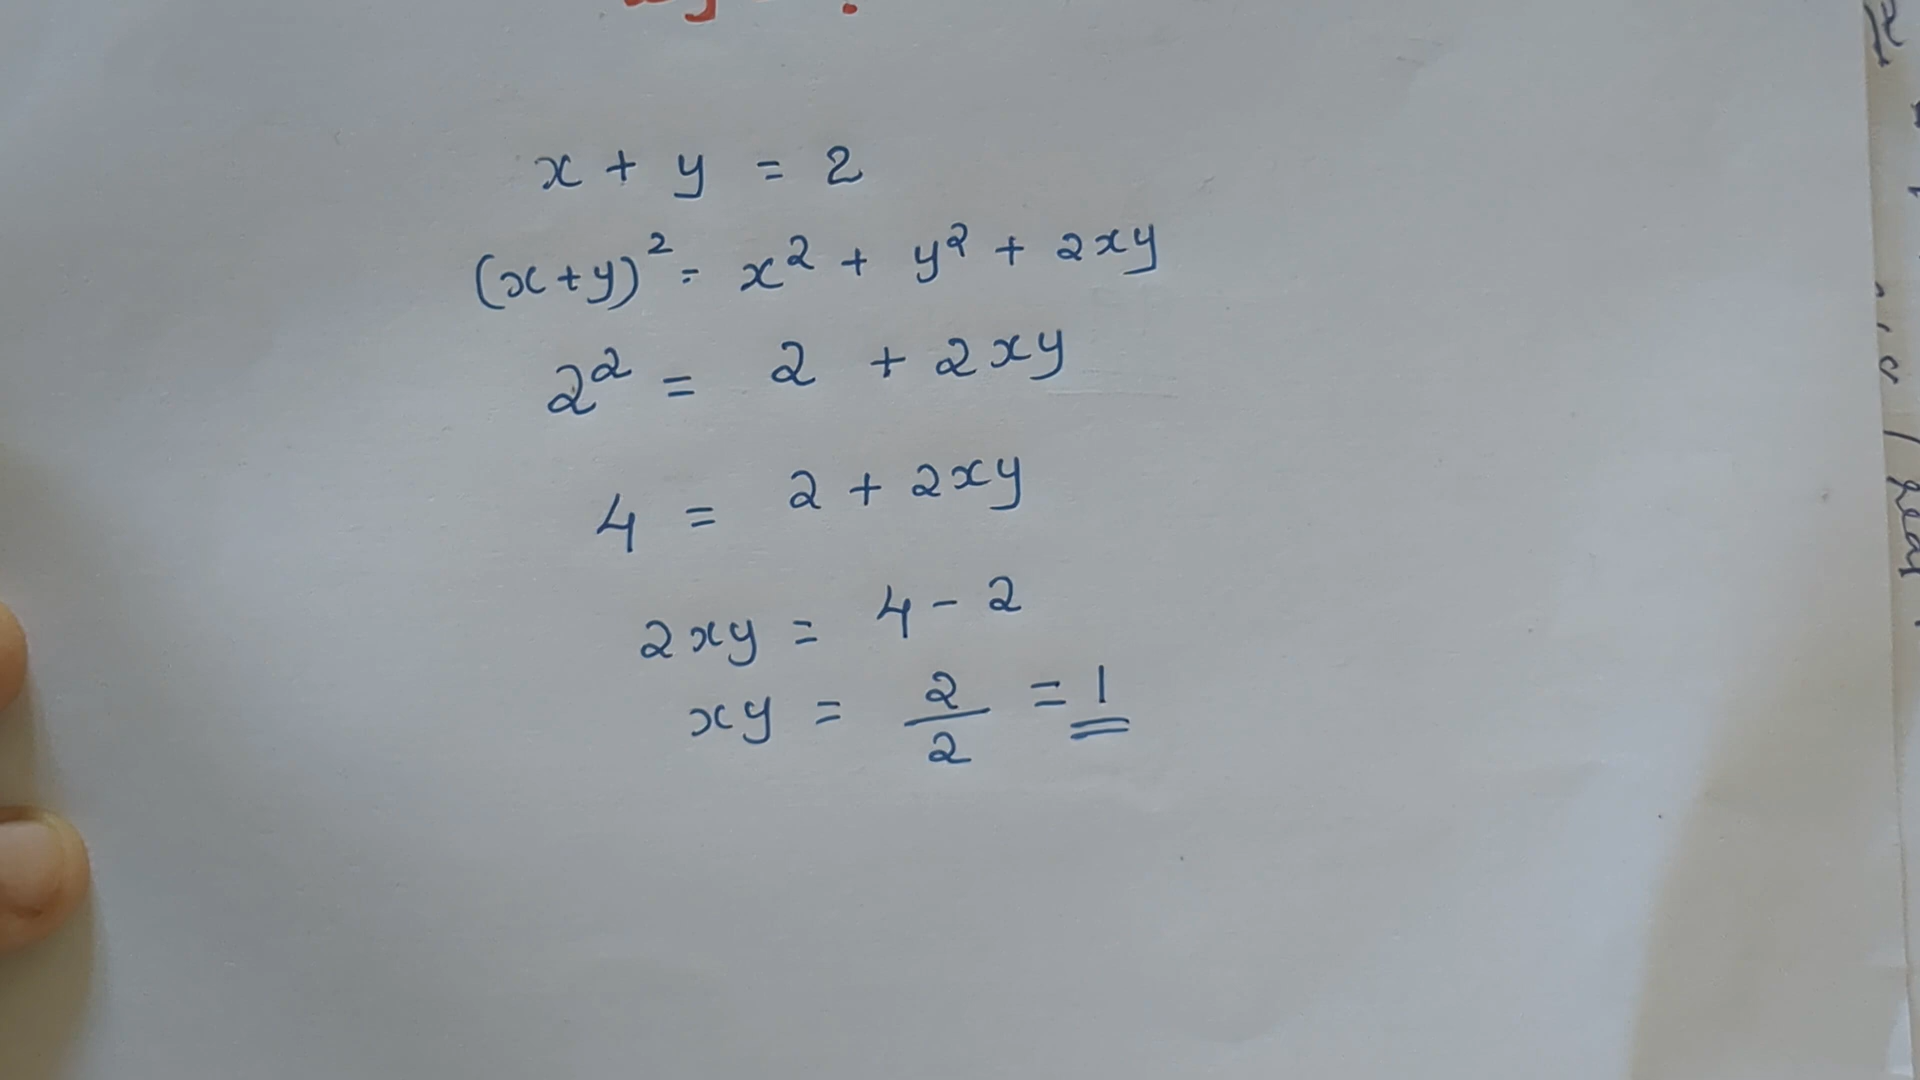 x + y = 2
(x+y)² = x² + y² + 2xy
2² = 2 + 2xy
4 = 2 + 2xy
2xy = 4 - 2
xy = 2/2 = 1